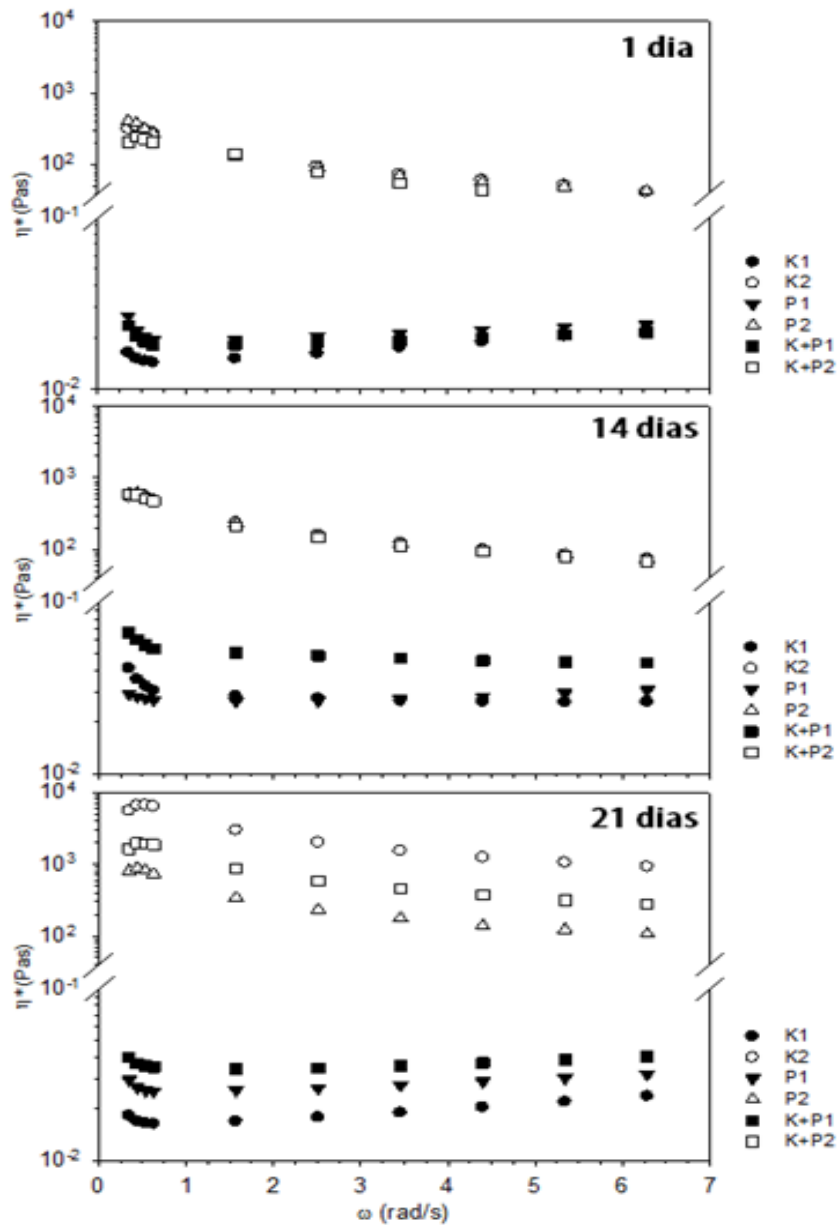 10⁴
1 dia
10³
10²
η*(Pas)
10⁻¹
10⁻²
K1
K2
P1
P2
K+P1
K+P2
10⁴
14 dias
10³
10²
η*(Pas)
10⁻¹
10⁻²
K1
K2
P1
P2
K+P1
K+P2
10⁴
21 dias
10³
10²
η*(Pas)
10⁻¹
10⁻²
K1
K2
P1
P2
K+P1
K+P2
0 1 2 3 4 5 6 7
ω (rad/s)